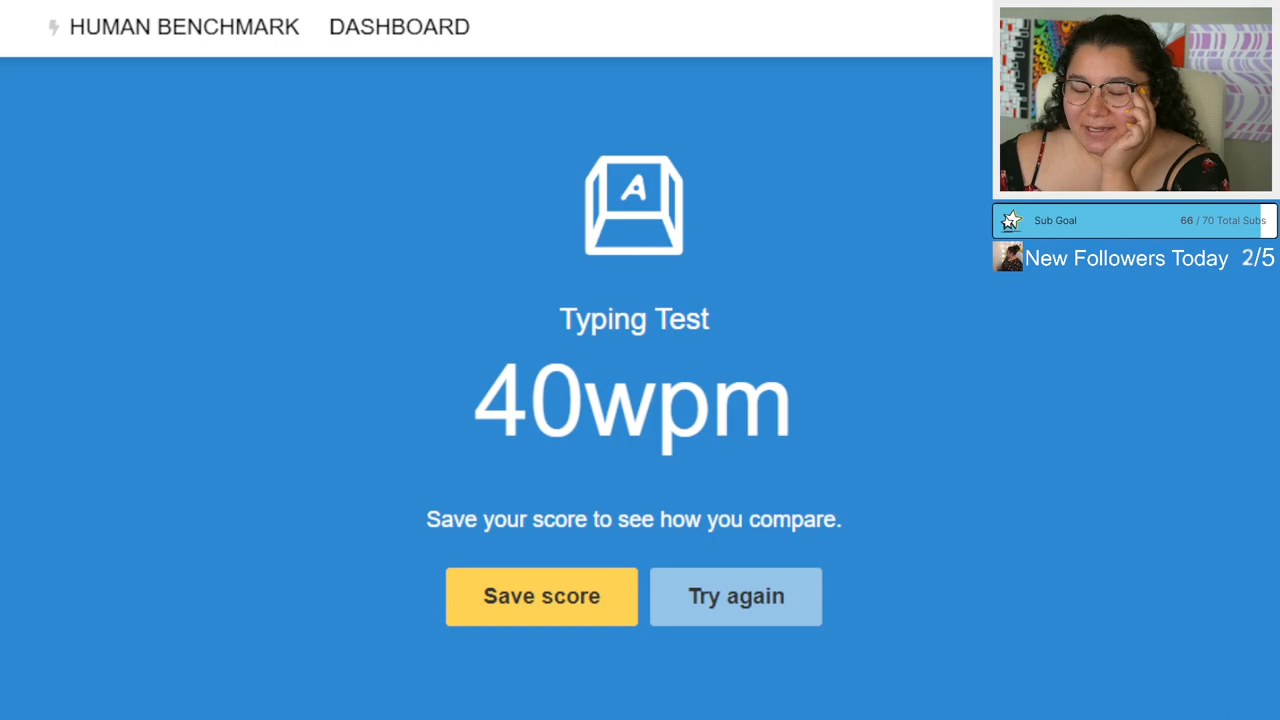 HUMAN BENCHMARK DASHBOARD
A
Typing Test
40wpm
Save your score to see how you compare.
Save score Try again
Sub Goal 66 / 70 Total Subs
New Followers Today 2/5